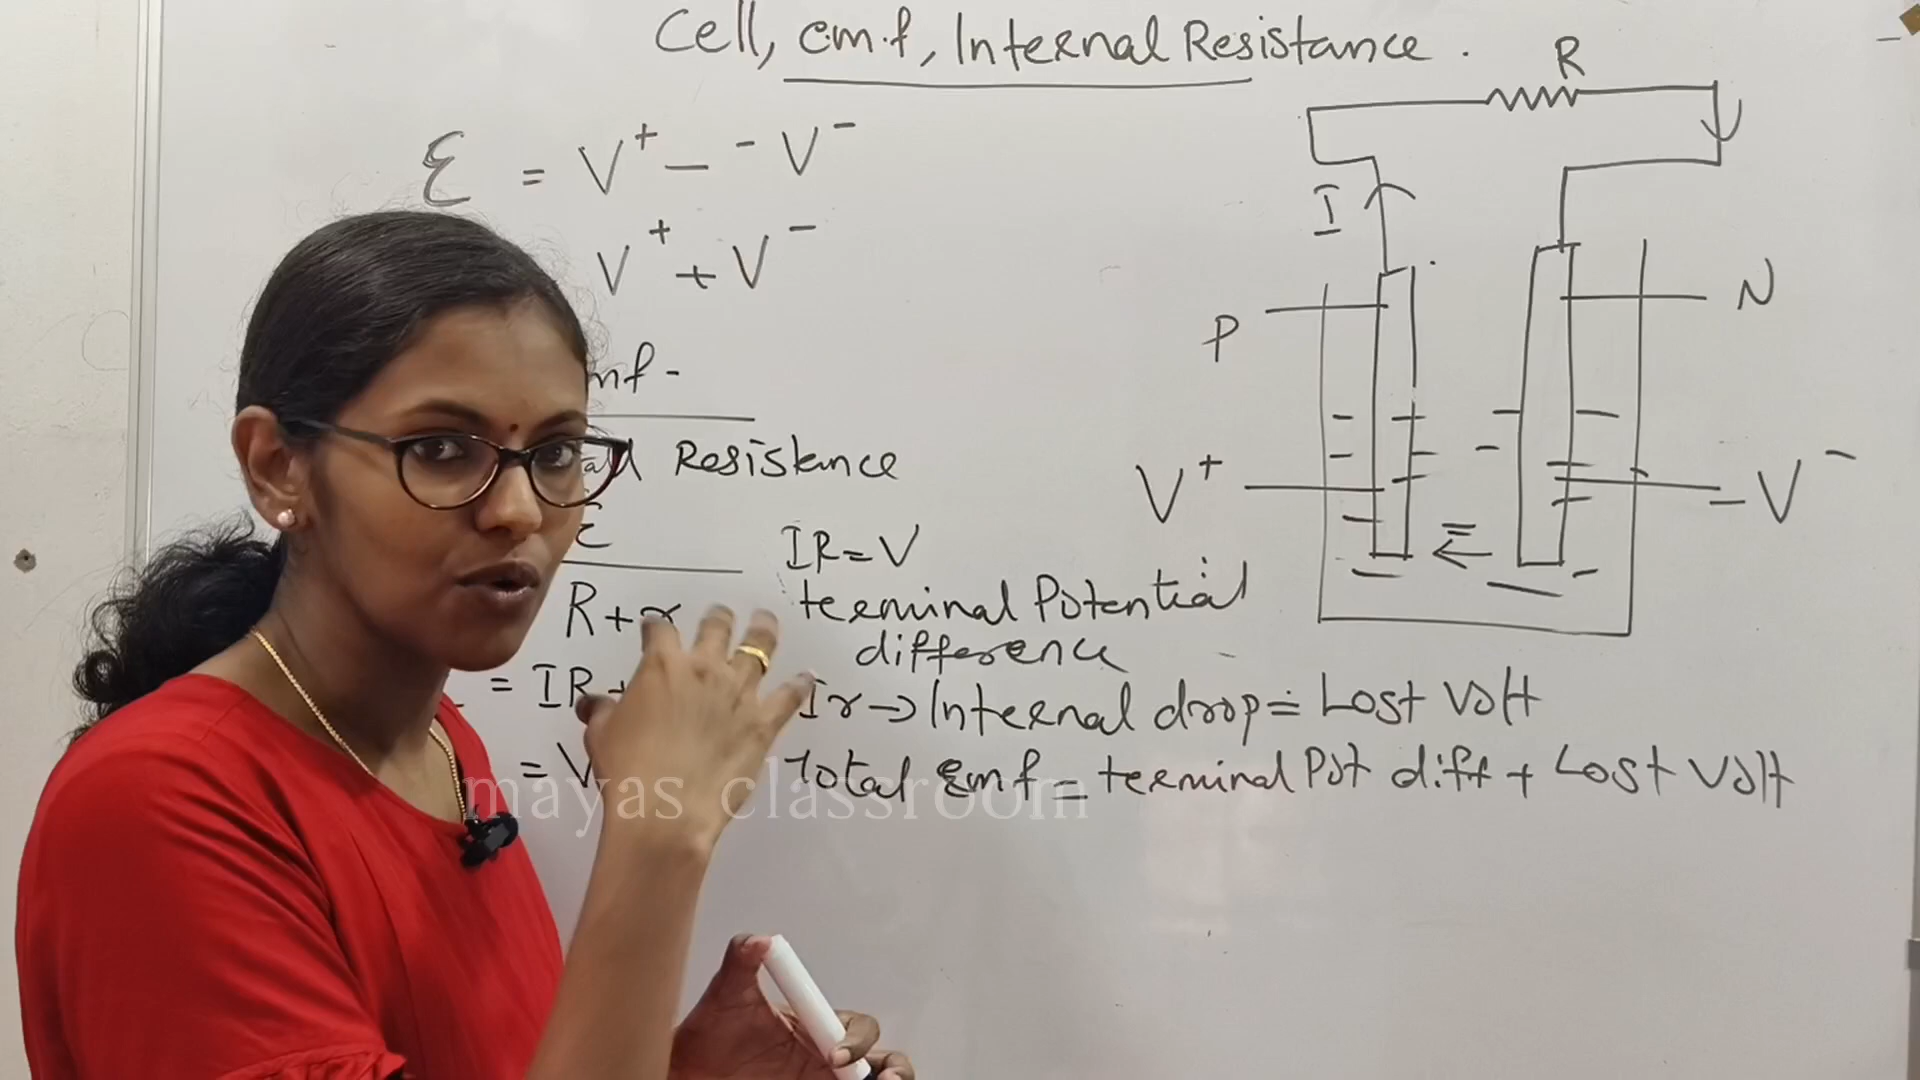 Cell, e.m.f, Internal Resistance.
R
Ɛ = V⁺ – -V⁻
I
V⁺ + V⁻
N
P
Resistance
V⁺
-V⁻
Ɛ
IR = V
R + r
terminal Potential
difference
= IR +
Ir → Internal drop = Lost Volt
= V
Total emf = terminal Pot diff + Lost Volt
mayas classroom